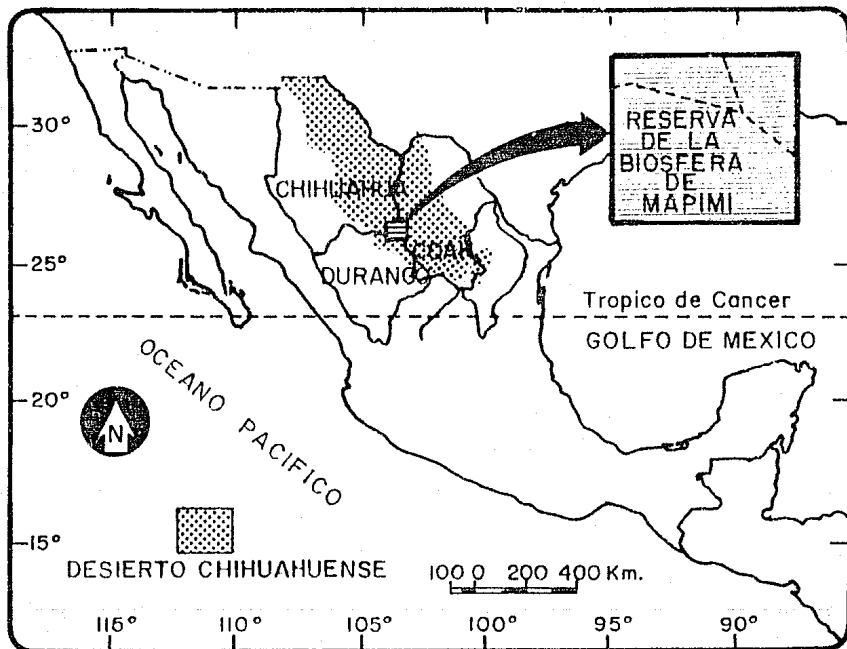 30°
25°
20°
15°
RESERVA
DE LA
BIOSFERA
DE
MAPIMI
CHIHUAHUA
COAH.
DURANGO
Tropico de Cancer
GOLFO DE MEXICO
OCEANO PACIFICO
N
DESIERTO CHIHUAHUENSE
100 0 200 400 Km.
115° 110° 105° 100° 95° 90°